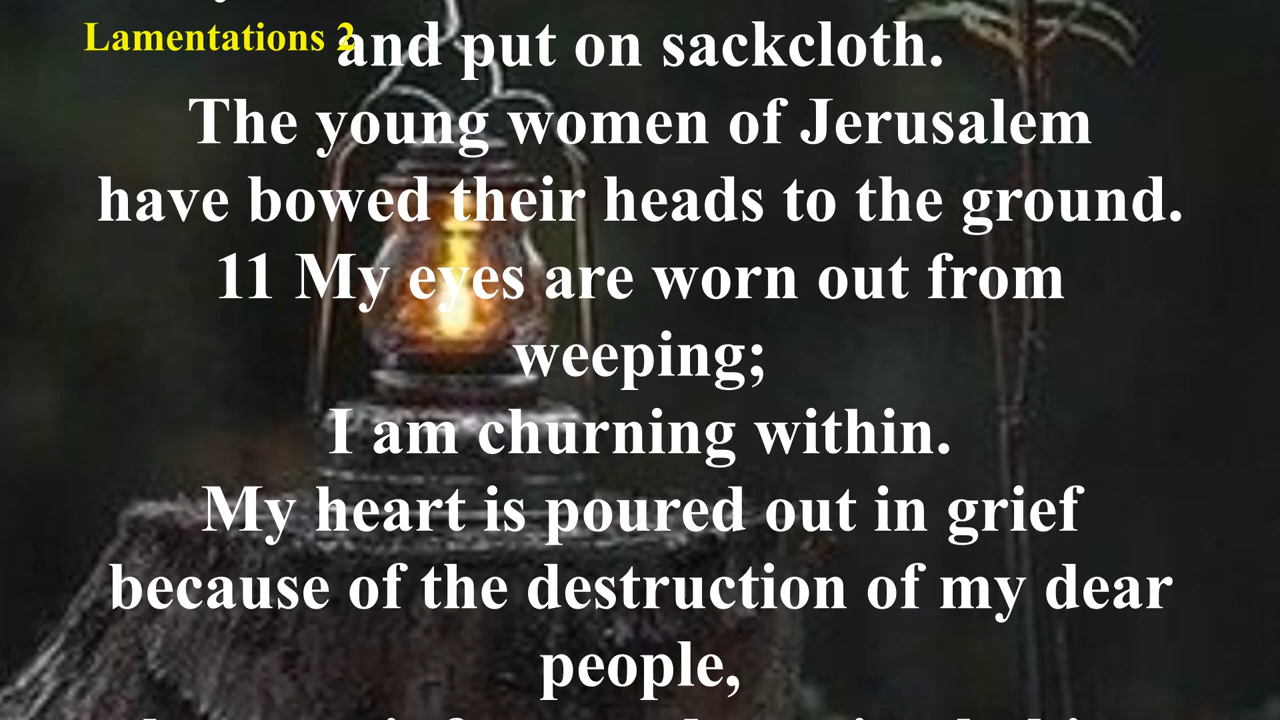 Lamentations 2
and put on sackcloth.
The young women of Jerusalem
have bowed their heads to the ground.
11 My eyes are worn out from
weeping;
I am churning within.
My heart is poured out in grief
because of the destruction of my dear
people,